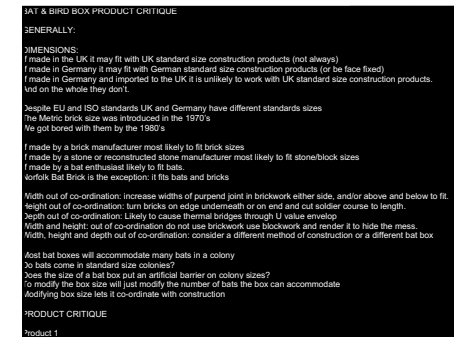 BAT & BIRD BOX PRODUCT CRITIQUE
GENERALLY:
DIMENSIONS:
If made in the UK it may fit with UK standard size construction products (not always)
If made in Germany it may fit with German standard size construction products (or be face fixed)
If made in Germany and imported to the UK it is unlikely to work with UK standard size construction products.
And on the whole they don't.
Despite EU and ISO standards UK and Germany have different standards sizes
The Metric brick size was introduced in the 1970's
We got bored with them by the 1980's
If made by a brick manufacturer most likely to fit brick sizes
If made by a stone or reconstructed stone manufacturer most likely to fit stone/block sizes
If made by a bat enthusiast likely to fit bats.
Norfolk Bat Brick is the exception: it fits bats and bricks
Width out of co-ordination: increase widths of purpend joint in brickwork either side, and/or above and below to fit.
Height out of co-ordination: turn bricks on edge underneath or on end and cut soldier course to length.
Depth out of co-ordination: Likely to cause thermal bridges through U value envelop
Width and height: out of co-ordination do not use brickwork use blockwork and render it to hide the mess.
Width, height and depth out of co-ordination: consider a different method of construction or a different bat box
Most bat boxes will accommodate many bats in a colony
Do bats come in standard size colonies?
Does the size of a bat box put an artificial barrier on colony sizes?
To modify the box size will just modify the number of bats the box can accommodate
Modifying box size lets it co-ordinate with construction
PRODUCT CRITIQUE
Product 1